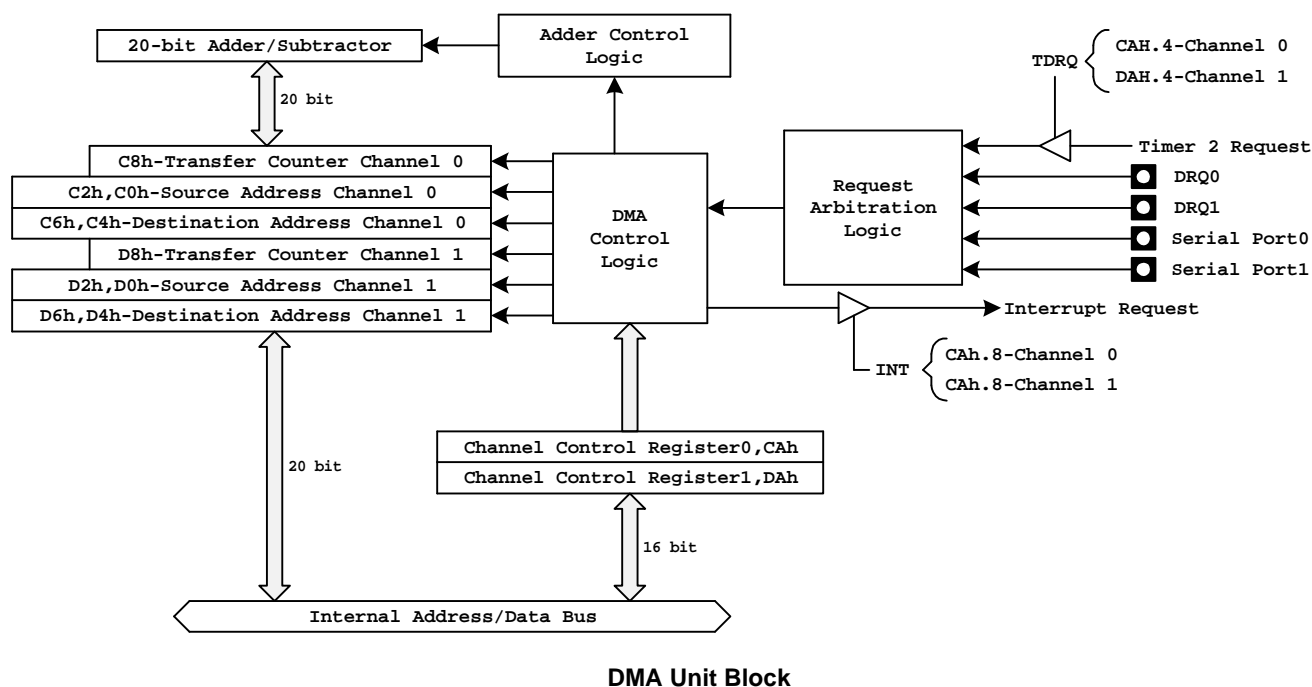 20-bit Adder/Subtractor
Adder Control
Logic
20 bit
TDRQ
CAH.4-Channel 0
DAH.4-Channel 1
C8h-Transfer Counter Channel 0
C2h,C0h-Source Address Channel 0
C6h,C4h-Destination Address Channel 0
D8h-Transfer Counter Channel 1
D2h,D0h-Source Address Channel 1
D6h,D4h-Destination Address Channel 1
DMA
Control
Logic
Request
Arbitration
Logic
Timer 2 Request
DRQ0
DRQ1
Serial Port0
Serial Port1
Interrupt Request
INT
CAh.8-Channel 0
CAh.8-Channel 1
Channel Control Register0,CAh
Channel Control Register1,DAh
20 bit
16 bit
Internal Address/Data Bus
DMA Unit Block